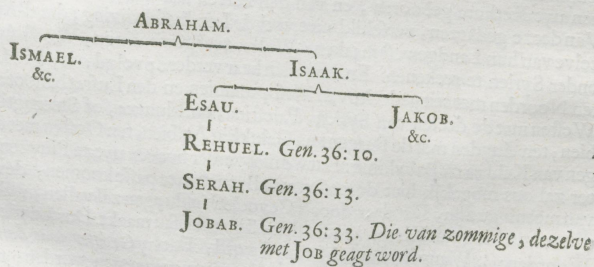 ABRAHAM.
ISMAEL.
&c.
ISAAK.
ESAU.
JAKOB.
&c.
REHUEL. Gen. 36: 10.
SERAH. Gen. 36: 13.
JOBAB. Gen. 36: 33. Die van zommige, dezelve
met JOB geagt word.